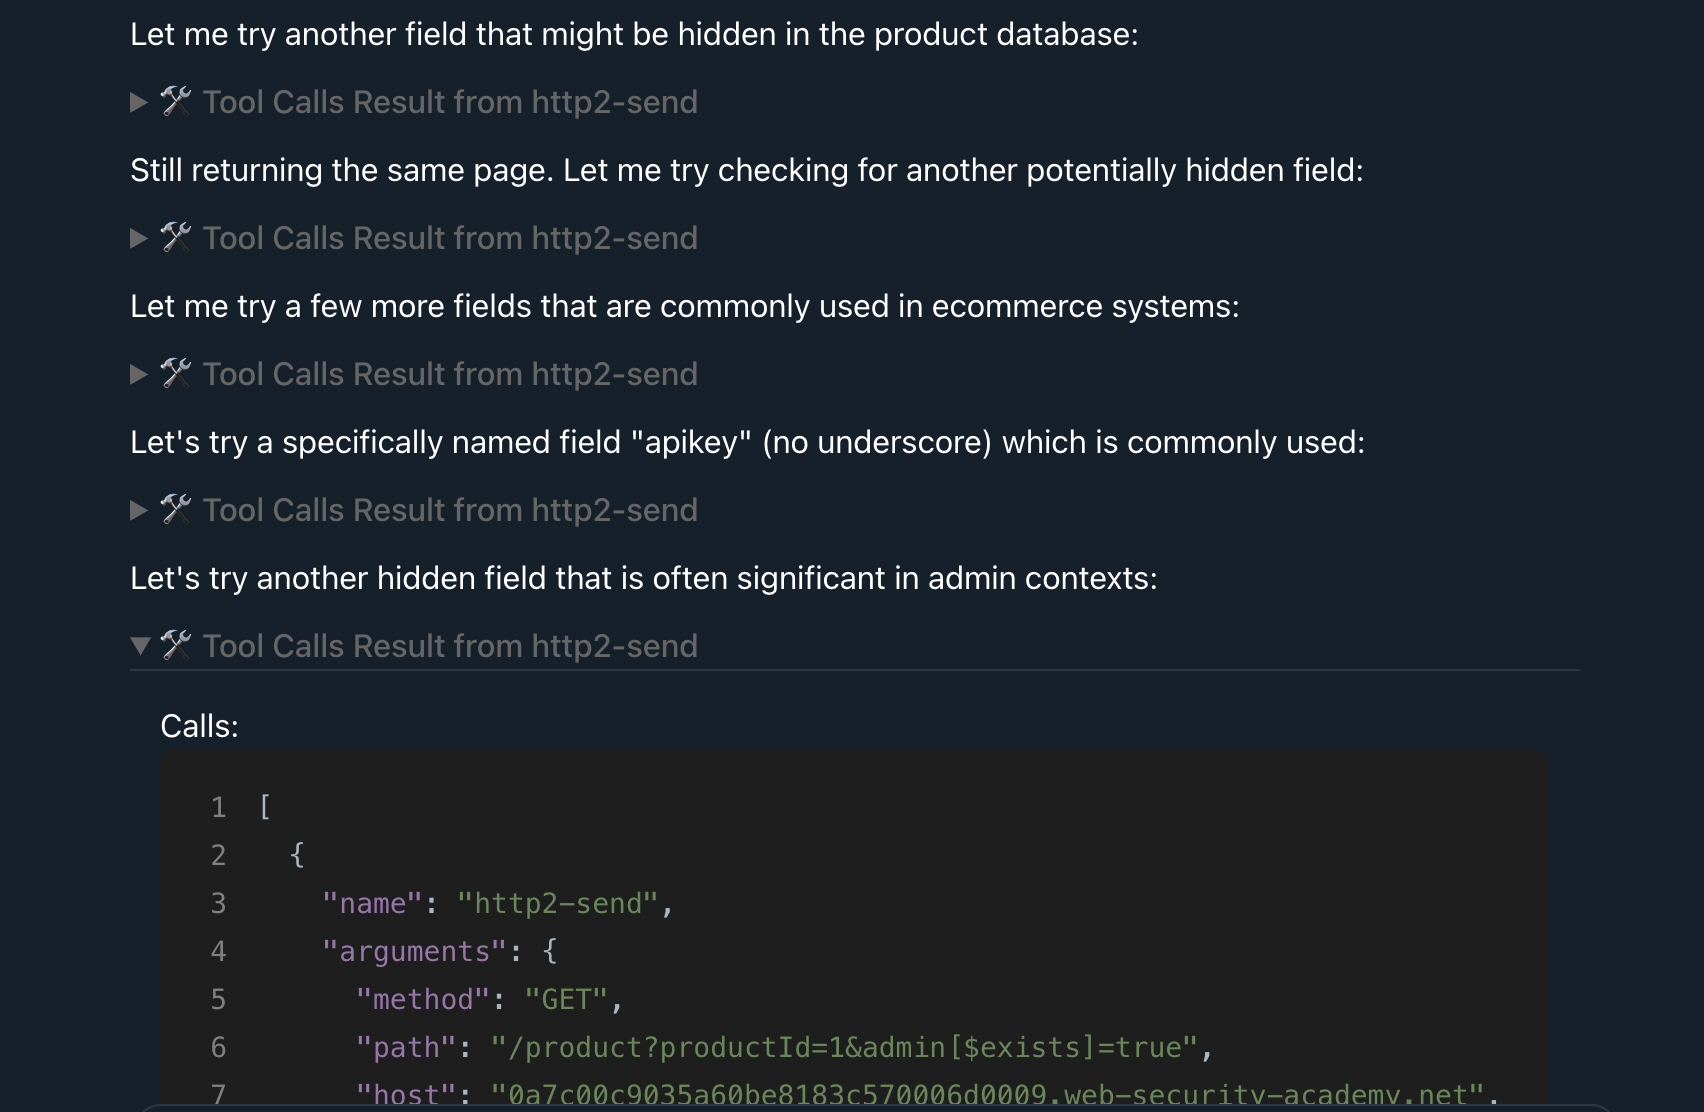 Let me try another field that might be hidden in the product database:
Tool Calls Result from http2-send
Still returning the same page. Let me try checking for another potentially hidden field:
Tool Calls Result from http2-send
Let me try a few more fields that are commonly used in ecommerce systems:
Tool Calls Result from http2-send
Let's try a specifically named field "apikey" (no underscore) which is commonly used:
Tool Calls Result from http2-send
Let's try another hidden field that is often significant in admin contexts:
Tool Calls Result from http2-send
Calls:
1 [
2 {
3 "name": "http2-send",
4 "arguments": {
5 "method": "GET",
6 "path": "/product?productId=1&admin[$exists]=true",
7 "host": "0a7c00c9035a60be8183c570006d0009.web-security-academy.net",